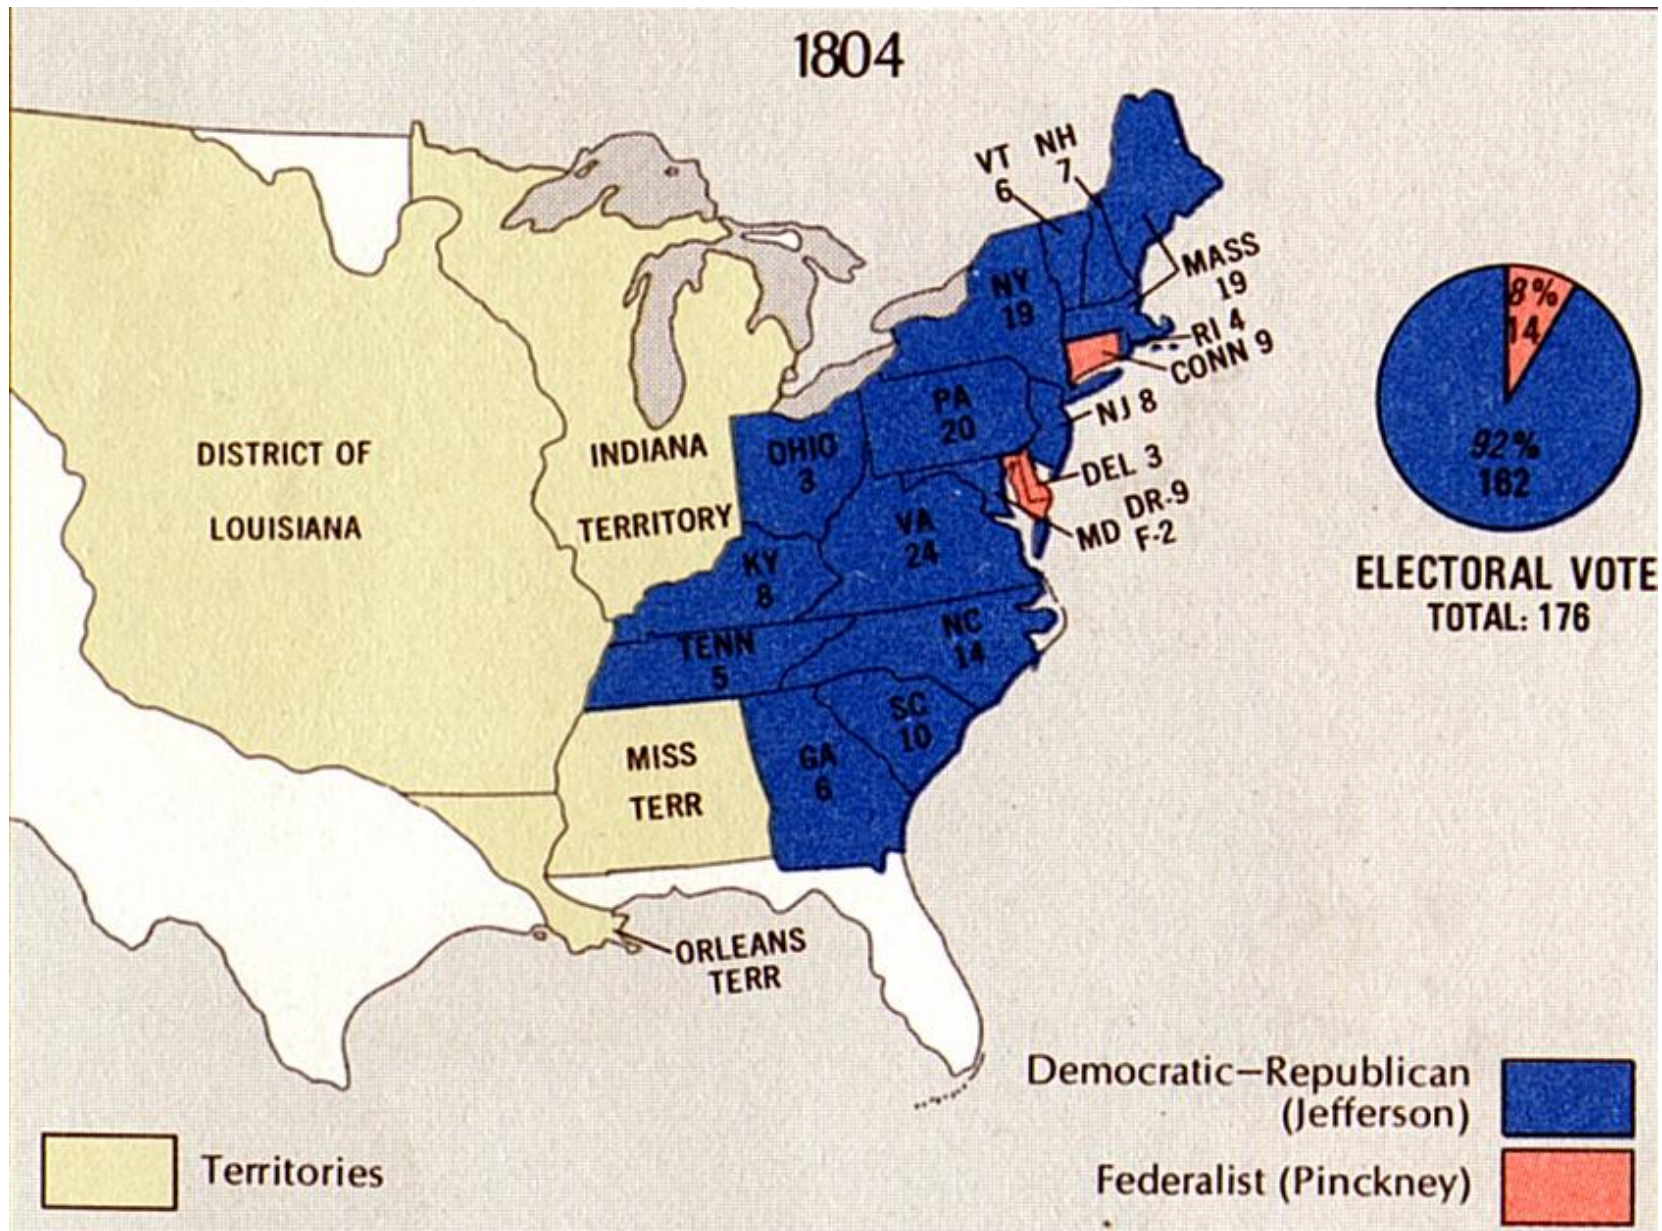 1804
VT
6
NH
7
MASS
19
NY
19
RI 4
CONN 9
PA
20
NJ 8
OHIO
3
DEL 3
MD DR-9
F-2
VA
24
KY
8
NC
14
TENN
5
SC
10
GA
6
DISTRICT OF
LOUISIANA
INDIANA
TERRITORY
MISS
TERR
ORLEANS
TERR
8%
14
92%
162
ELECTORAL VOTE
TOTAL: 176
Territories
Democratic–Republican
(Jefferson)
Federalist (Pinckney)